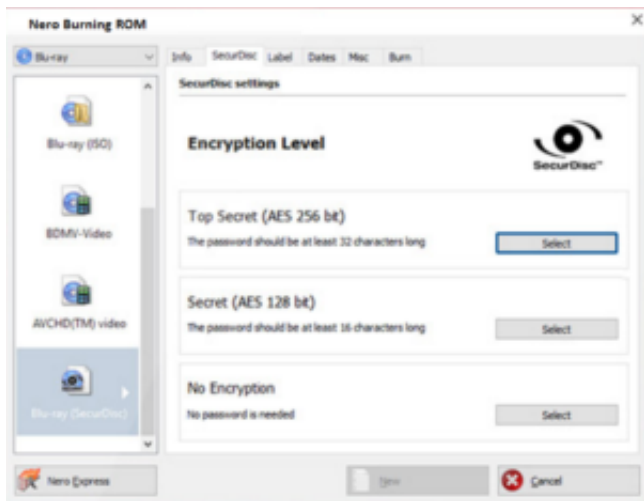 Nero Burning ROM
Blu-ray
Info SecurDisc Label Dates Misc Burn
SecurDisc settings
Blu-ray (ISO)
Encryption Level
SecurDisc™
Top Secret (AES 256 bit)
The password should be at least 32 characters long
Select
BDMV-Video
Secret (AES 128 bit)
The password should be at least 16 characters long
Select
AVCHD(TM) video
No Encryption
No password is needed
Select
Blu-ray (SecurDisc)
Nero Express
New
Cancel